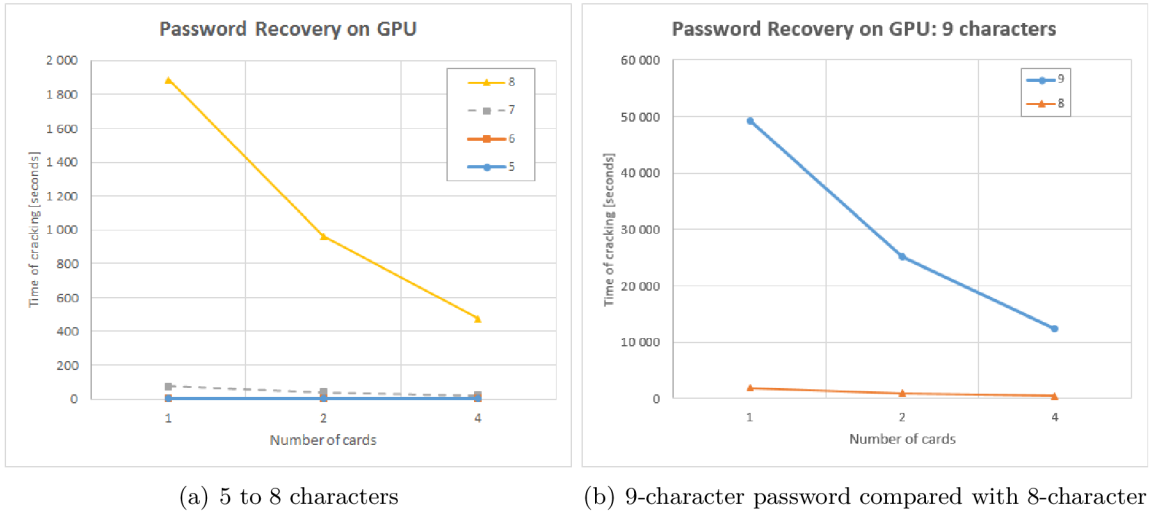 Password Recovery on GPU
2 000
1 800
1 600
1 400
1 200
1 000
800
600
400
200
0
Time of cracking [seconds]
8
7
6
5
1 2 4
Number of cards
(a) 5 to 8 characters
Password Recovery on GPU: 9 characters
60 000
50 000
40 000
30 000
20 000
10 000
0
Time of cracking [seconds]
9
8
1 2 4
Number of cards
(b) 9-character password compared with 8-character